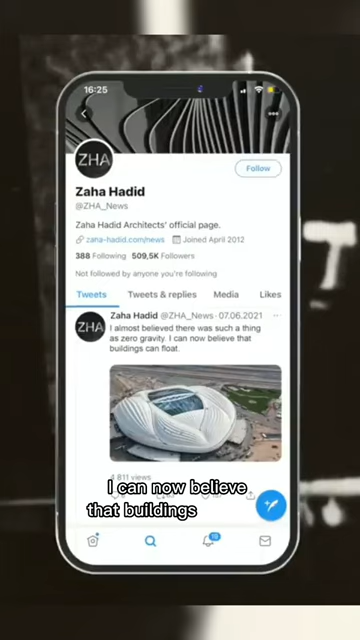 16:25
ZHA
Follow
Zaha Hadid
@ZHA_News
Zaha Hadid Architects' official page.
zaha-hadid.com/news Joined April 2012
388 Following 509,5K Followers
Not followed by anyone you're following
Tweets Tweets & replies Media Likes
ZHA
Zaha Hadid @ZHA_News · 07.06.2021
I almost believed there was such a thing
as zero gravity. I can now believe that
buildings can float.
811 views
I can now believe
that buildings